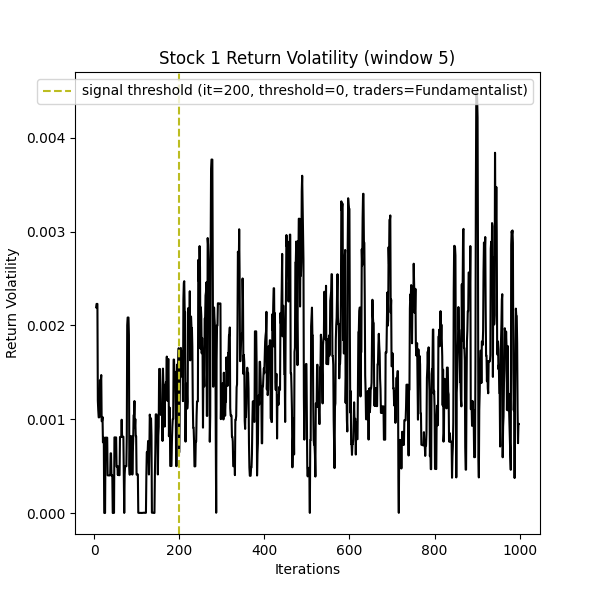 Stock 1 Return Volatility (window 5)
signal threshold (it=200, threshold=0, traders=Fundamentalist)
0.004
0.003
0.002
0.001
0.000
Return Volatility
0 200 400 600 800 1000
Iterations